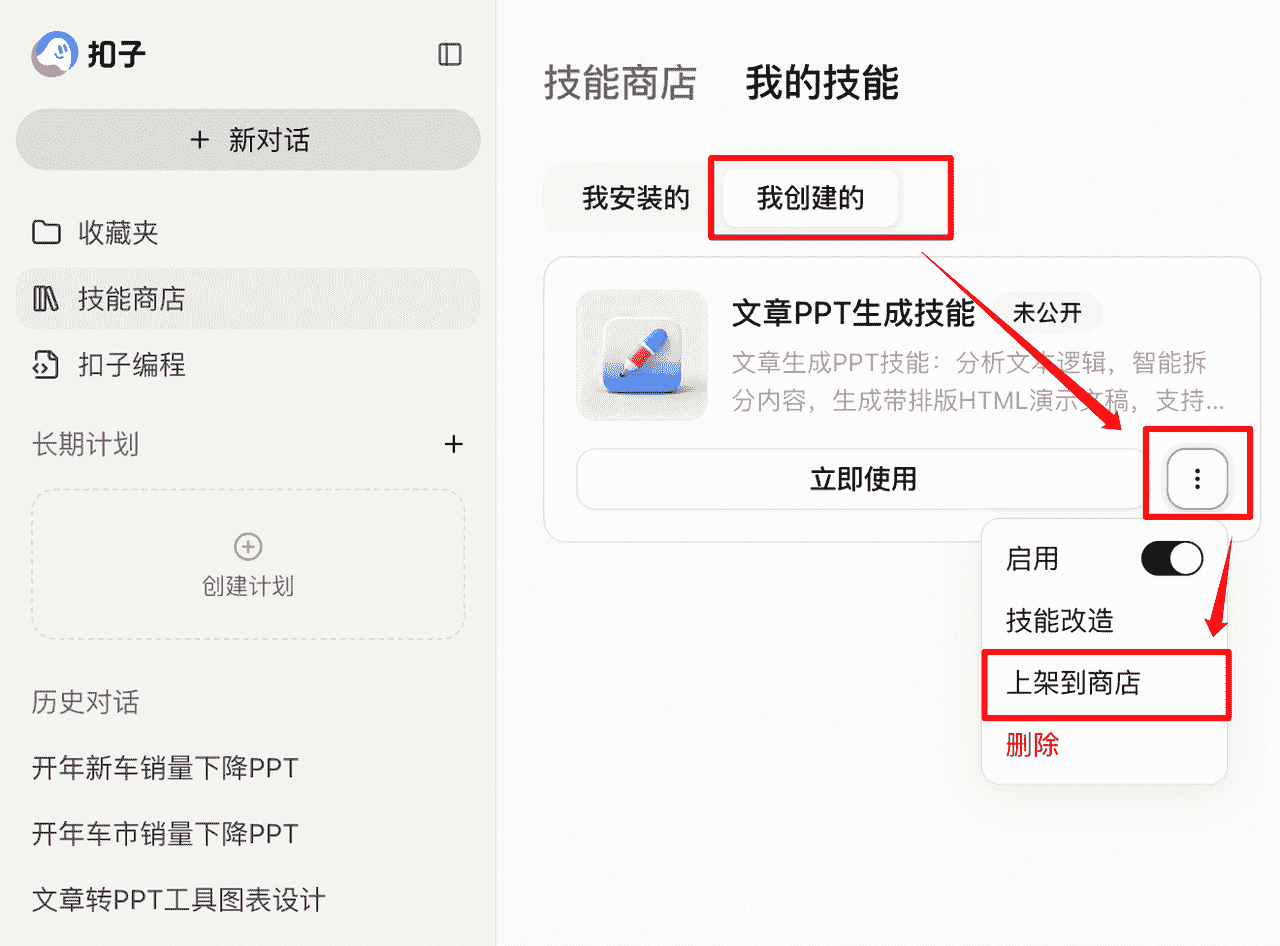 扣子
新对话
收藏夹
技能商店
扣子编程
长期计划
创建计划
历史对话
开年新车销量下降PPT
开年车市销量下降PPT
文章转PPT工具图表设计
技能商店 我的技能
我安装的 我创建的
文章PPT生成技能 未公开
文章生成PPT技能：分析文本逻辑，智能拆
分内容，生成带排版HTML演示文稿，支持...
立即使用
启用
技能改造
上架到商店
删除